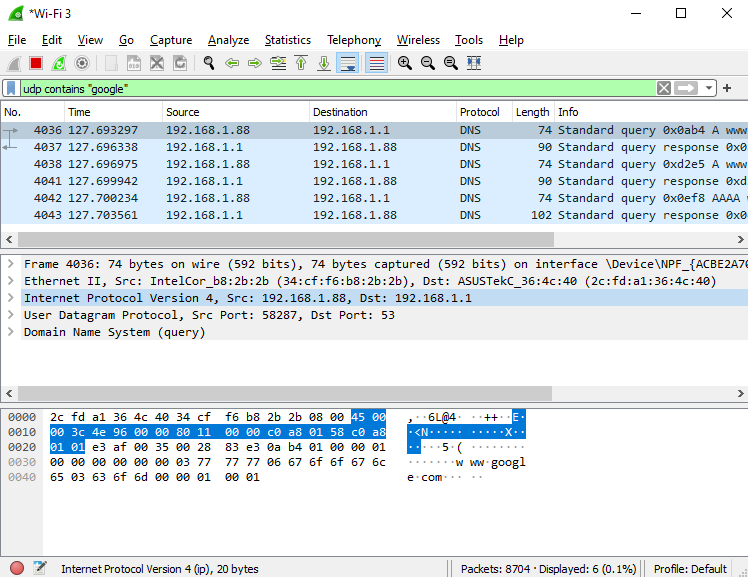 *Wi-Fi 3
File Edit View Go Capture Analyze Statistics Telephony Wireless Tools Help
udp contains "google"
No. Time Source Destination Protocol Length Info
4036 127.693297 192.168.1.88 192.168.1.1 DNS 74 Standard query 0x0ab4 A www
4037 127.696338 192.168.1.1 192.168.1.88 DNS 90 Standard query response 0x0
4038 127.696975 192.168.1.88 192.168.1.1 DNS 74 Standard query 0xd2e5 A www
4041 127.699942 192.168.1.1 192.168.1.88 DNS 90 Standard query response 0xd
4042 127.700234 192.168.1.88 192.168.1.1 DNS 74 Standard query 0x0ef8 AAAA w
4043 127.703561 192.168.1.1 192.168.1.88 DNS 102 Standard query response 0x0
Frame 4036: 74 bytes on wire (592 bits), 74 bytes captured (592 bits) on interface \Device\NPF_{ACBE2A70
Ethernet II, Src: IntelCor_b8:2b:2b (34:cf:f6:b8:2b:2b), Dst: ASUSTekC_36:4c:40 (2c:fd:a1:36:4c:40)
Internet Protocol Version 4, Src: 192.168.1.88, Dst: 192.168.1.1
User Datagram Protocol, Src Port: 58287, Dst Port: 53
Domain Name System (query)
0000 2c fd a1 36 4c 40 34 cf f6 b8 2b 2b 08 00 45 00 ,··6L@4· ··++··E·
0010 00 3c 4e 96 00 00 80 11 00 00 c0 a8 01 58 c0 a8 ·<N····· ·····X··
0020 01 01 e3 af 00 35 00 28 83 e3 0a b4 01 00 00 01 ·····5·( ········
0030 00 00 00 00 00 00 03 77 77 77 06 67 6f 6f 67 6c ·······w ww·googl
0040 65 03 63 6f 6d 00 00 01 00 01 e·com··· ··
Internet Protocol Version 4 (ip), 20 bytes Packets: 8704 · Displayed: 6 (0.1%) Profile: Default